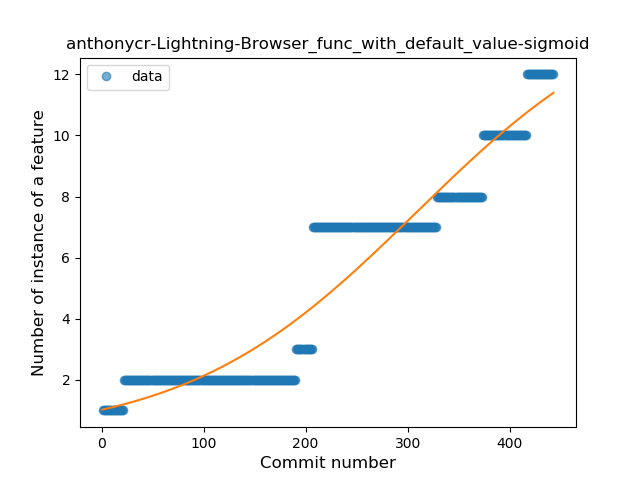 anthonycr-Lightning-Browser_func_with_default_value-sigmoid
data
Number of instance of a feature
12
10
8
6
4
2
0
100
200
300
400
Commit number